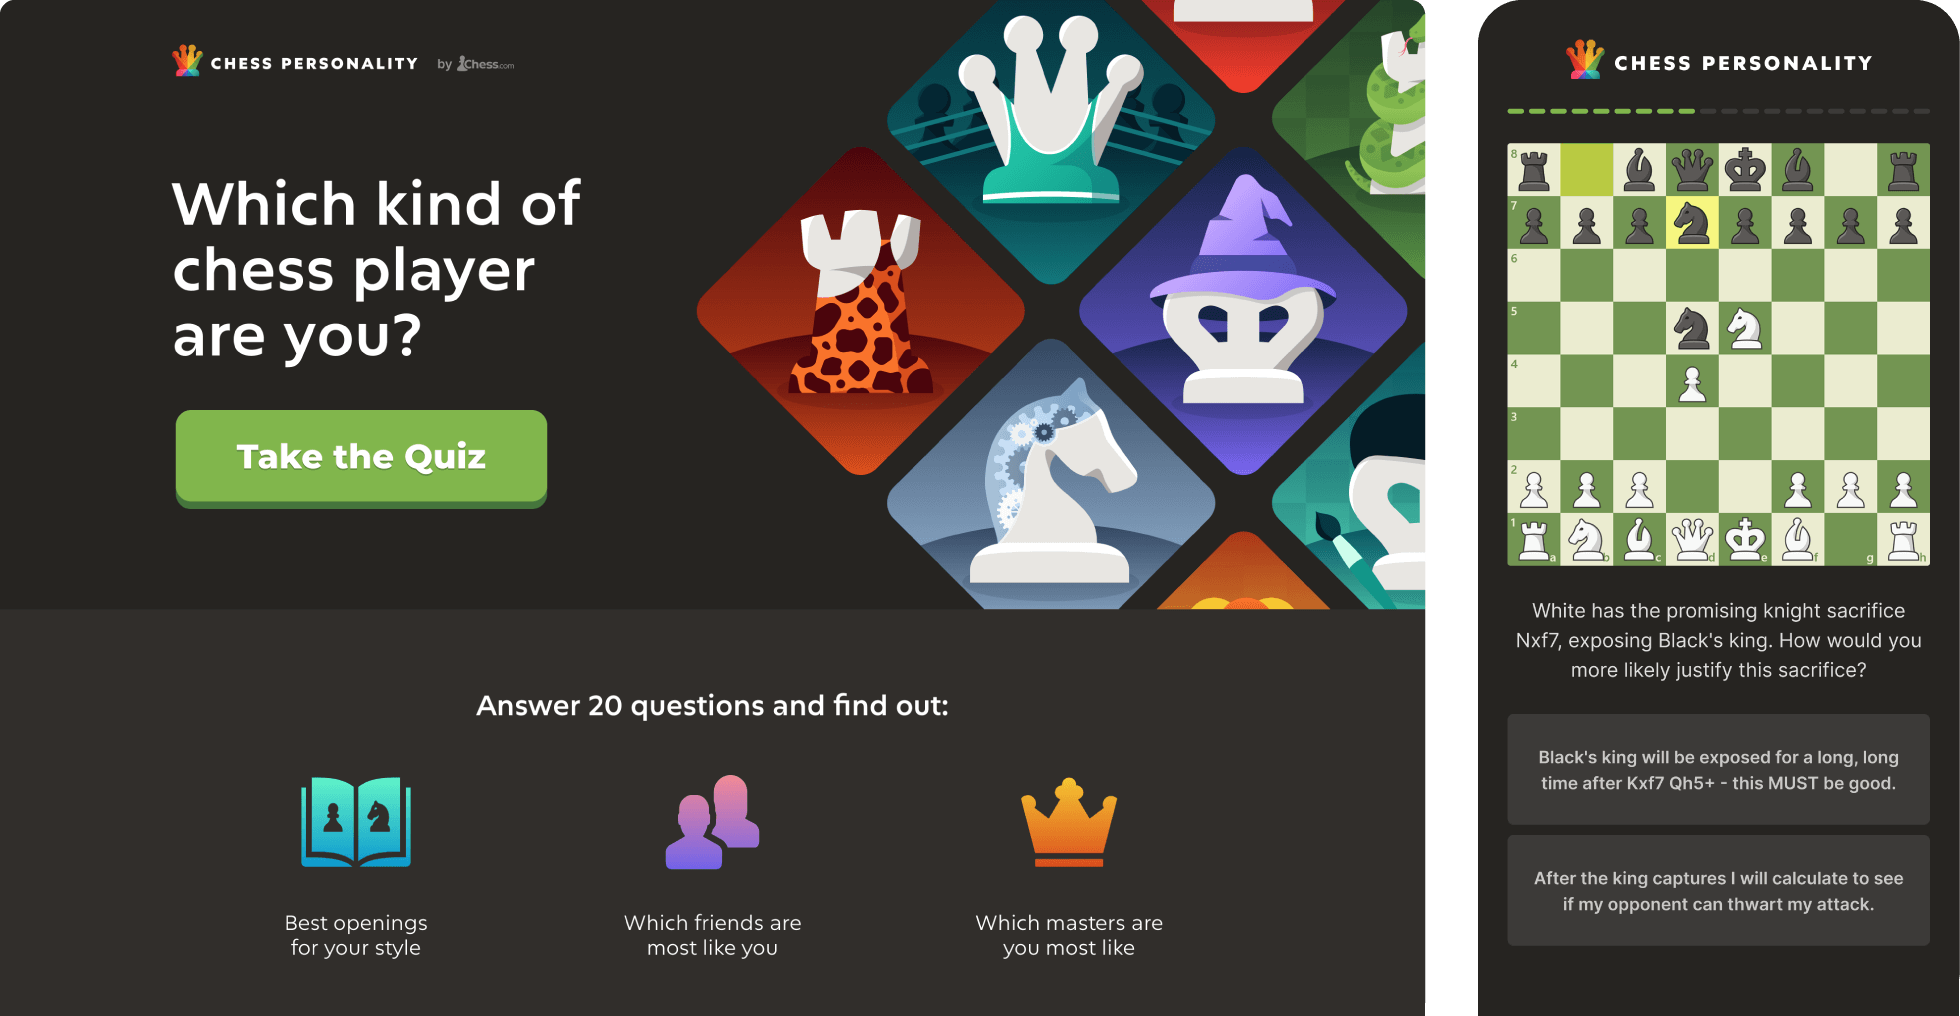 CHESS PERSONALITY by Chess.com
Which kind of
chess player
are you?
Take the Quiz
Answer 20 questions and find out:
Best openings
for your style
Which friends are
most like you
Which masters are
you most like
CHESS PERSONALITY
8
7
6
5
4
3
2
1
a b c d e f g h
White has the promising knight sacrifice
Nxf7, exposing Black's king. How would you
more likely justify this sacrifice?
Black's king will be exposed for a long, long
time after Kxf7 Qh5+ - this MUST be good.
After the king captures I will calculate to see
if my opponent can thwart my attack.